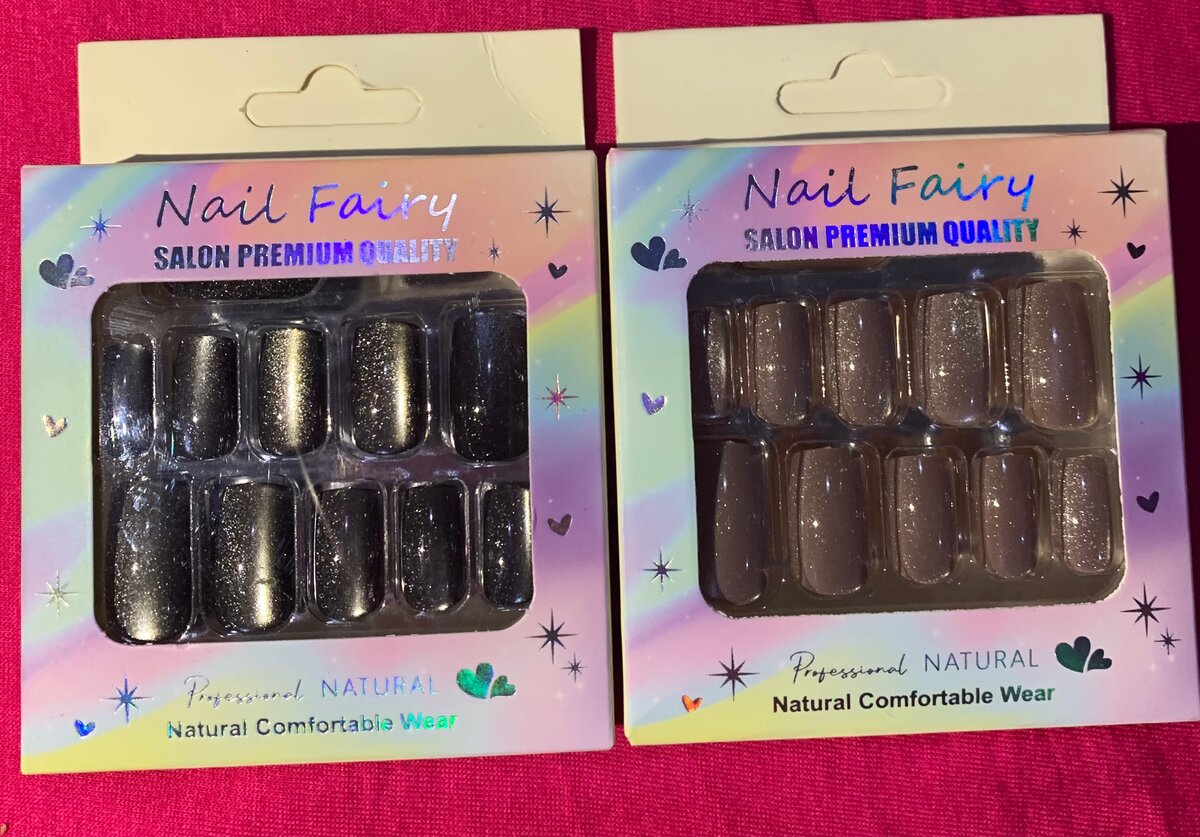 Nail Fairy
SALON PREMIUM QUALITY
Professional NATURAL
Natural Comfortable Wear
Nail Fairy
SALON PREMIUM QUALITY
Professional NATURAL
Natural Comfortable Wear